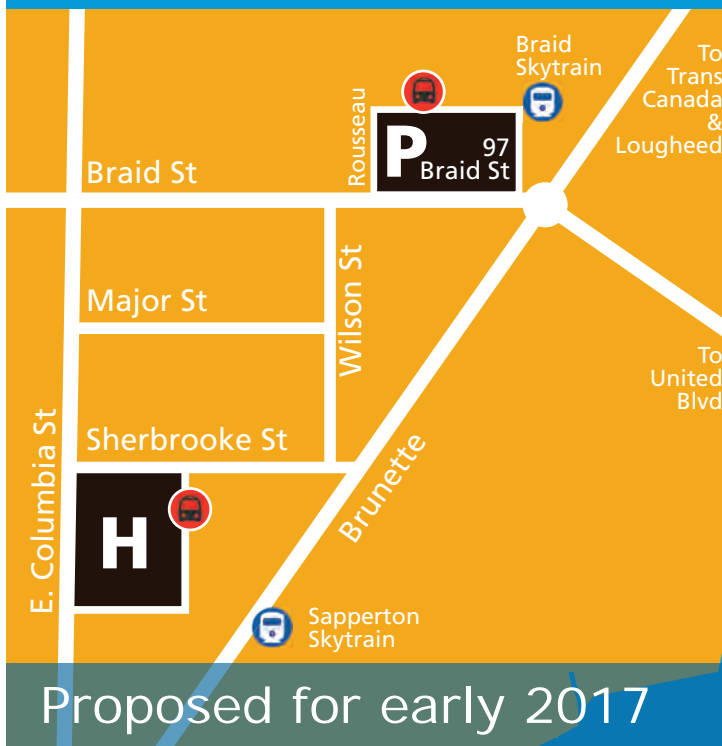 Braid
Skytrain
To
Trans
Canada
&
Lougheed
Rousseau
P
97
Braid St
Braid St
Major St
Wilson St
To
United
Blvd
Sherbrooke St
E. Columbia St
Brunette
H
Sapperton
Skytrain
Proposed for early 2017